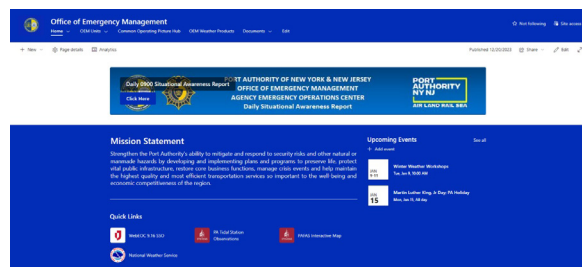 Office of Emergency Management
Not following
Site access
Home
OEM Units
Common Operating Picture Hub
OEM Weather Products
Documents
Edit
+ New
Page details
Analytics
Published 12/20/2023
Share
Edit
Daily 0900 Situational Awareness Report
Click Here
PORT AUTHORITY OF NEW YORK & NEW JERSEY
OFFICE OF EMERGENCY MANAGEMENT
AGENCY EMERGENCY OPERATIONS CENTER
Daily Situational Awareness Report
PORT
AUTHORITY
NY NJ
AIR LAND RAIL SEA
Mission Statement
Strengthen the Port Authority's ability to mitigate and respond to security risks and other natural or
manmade hazards by developing and implementing plans and programs to preserve life, protect
vital public infrastructure, restore core business functions, manage crisis events and help maintain
the highest quality and most efficient transportation services so important to the well being and
economic competitiveness of the region.
Upcoming Events
See all
+ Add event
JAN
Winter Weather Workshops
Tue, Jan 9, 10:00 AM
JAN
15
Martin Luther King, Jr Day: PA Holiday
Mon, Jan 15, All day
Quick Links
WebEOC 9.16 SSO
PA Tidal Station
Observations
PAFAS Interactive Map
National Weather Service